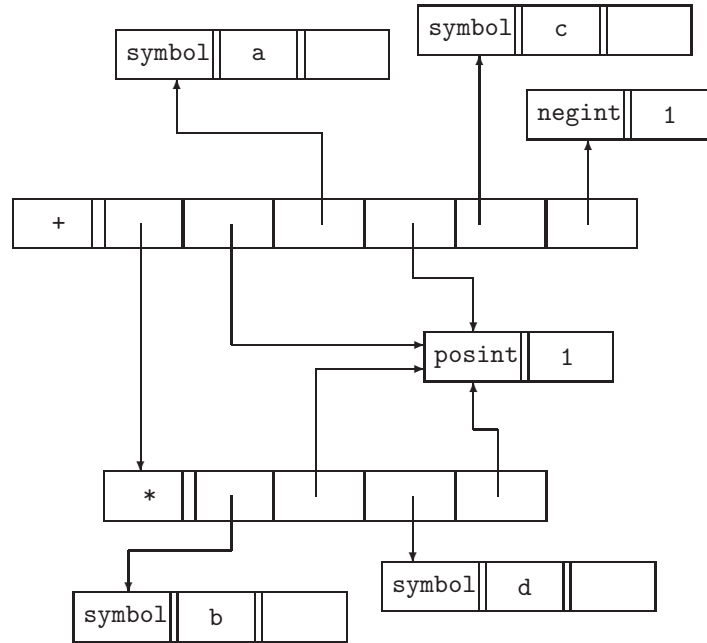 symbol c
symbol a
negint 1
+
posint 1
*
symbol d
symbol b